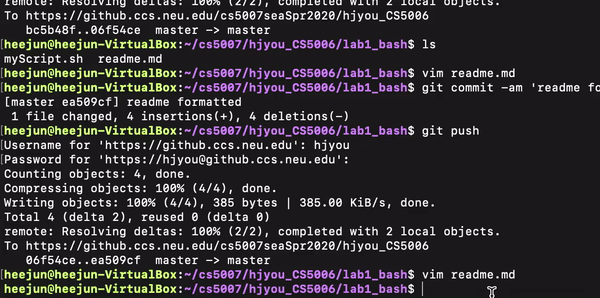 remote: Resolving deltas: 100% (2/2), completed with 2 local objects.
To https://github.ccs.neu.edu/cs5007seaSpr2020/hjyou_CS5006
bc5b48f..06f54ce  master -> master
[heejun@heejun-VirtualBox:~/cs5007/hjyou_CS5006/lab1_bash$ ls
myScript.sh  readme.md
[heejun@heejun-VirtualBox:~/cs5007/hjyou_CS5006/lab1_bash$ vim readme.md
[heejun@heejun-VirtualBox:~/cs5007/hjyou_CS5006/lab1_bash$ git commit -am 'readme fo
[master ea509cf] readme formatted
1 file changed, 4 insertions(+), 4 deletions(-)
[heejun@heejun-VirtualBox:~/cs5007/hjyou_CS5006/lab1_bash$ git push
[Username for 'https://github.ccs.neu.edu': hjyou
[Password for 'https://hjyou@github.ccs.neu.edu':
Counting objects: 4, done.
Compressing objects: 100% (4/4), done.
Writing objects: 100% (4/4), 385 bytes | 385.00 KiB/s, done.
Total 4 (delta 2), reused 0 (delta 0)
remote: Resolving deltas: 100% (2/2), completed with 2 local objects.
To https://github.ccs.neu.edu/cs5007seaSpr2020/hjyou_CS5006
06f54ce..ea509cf  master -> master
[heejun@heejun-VirtualBox:~/cs5007/hjyou_CS5006/lab1_bash$ vim readme.md
heejun@heejun-VirtualBox:~/cs5007/hjyou_CS5006/lab1_bash$